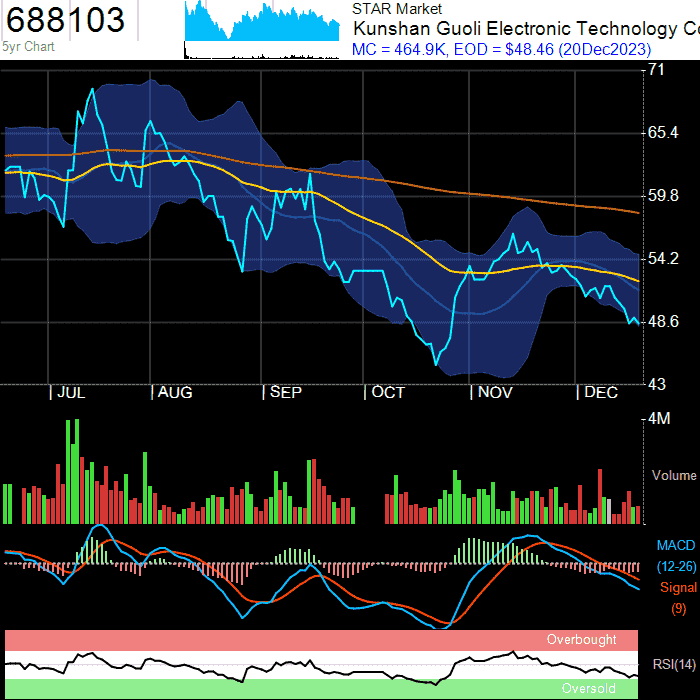 688103
5yr Chart
STAR Market
Kunshan Guoli Electronic Technology Co
MC = 464.9K, EOD = $48.46 (20Dec2023)
71
65.4
59.8
54.2
48.6
43
JUL AUG SEP OCT NOV DEC
4M
Volume
MACD
(12-26)
Signal
(9)
Overbought
RSI(14)
Oversold